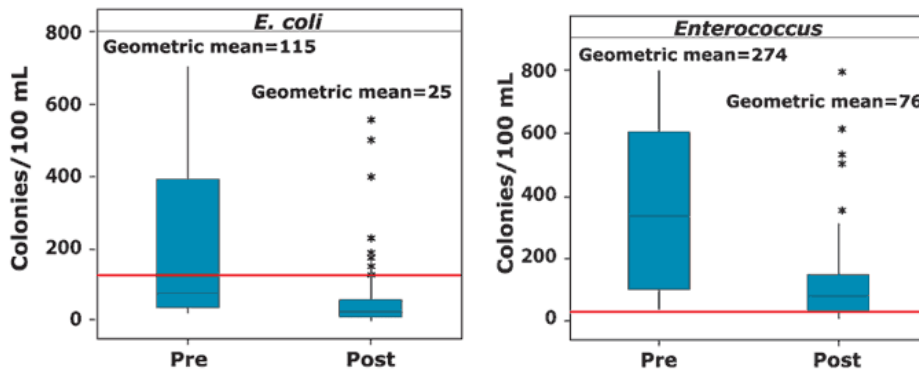 E. coli
Geometric mean=115
Geometric mean=25
Colonies/100 mL
800
600
400
200
0
Pre Post
Enterococcus
Geometric mean=274
Geometric mean=76
Colonies/100 mL
800
600
400
200
0
Pre Post